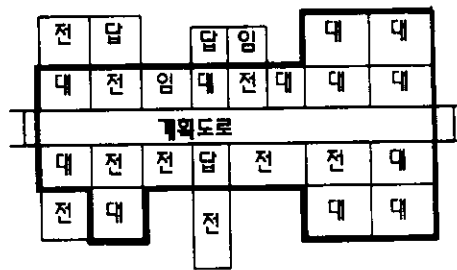 전 답 답 임 대 대
대 전 임 대 전 대 대 대
계획도로
대 전 전 답 전 전 대
전 대 전 대 대